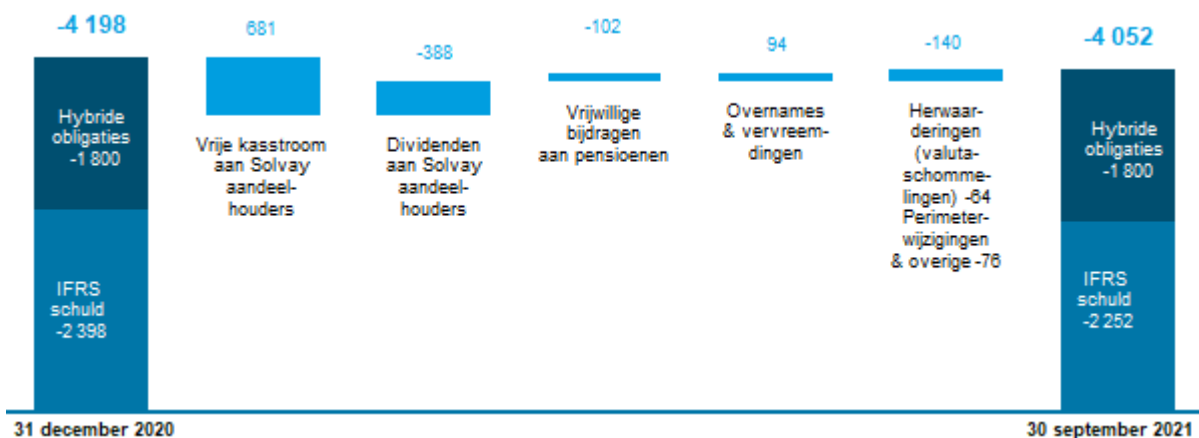 -4 198
Hybride
obligaties
-1 800
IFRS
schuld
-2 398
31 december 2020
681
Vrije kasstroom
aan Solvay
aandeel-
houders
-388
Dividenden
aan Solvay
aandeel-
houders
-102
Vrijwillige
bijdragen
aan pensioenen
94
Overnames
& vervreem-
dingen
-140
Herwaar-
deringen
(valuta-
schomme-
lingen) -64
Perimeter-
wijzigingen
& overige -76
-4 052
Hybride
obligaties
-1 800
IFRS
schuld
-2 252
30 september 2021